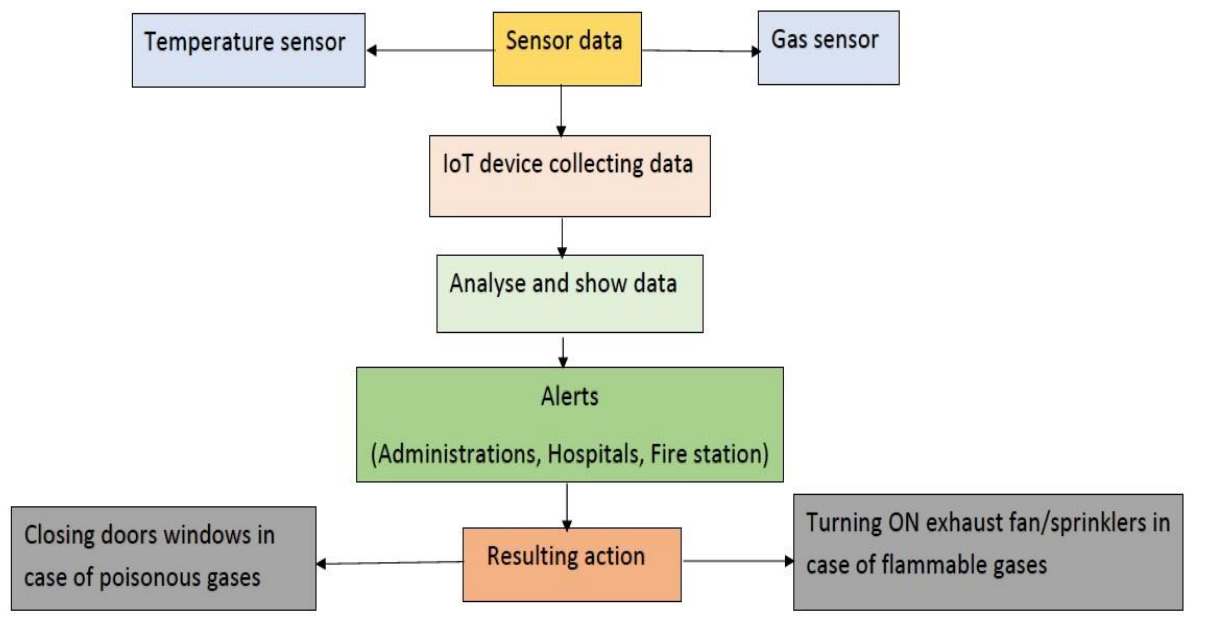 Temperature sensor
Sensor data
Gas sensor
IoT device collecting data
Analyse and show data
Alerts
(Administrations, Hospitals, Fire station)
Closing doors windows in
case of poisonous gases
Resulting action
Turning ON exhaust fan/sprinklers in
case of flammable gases